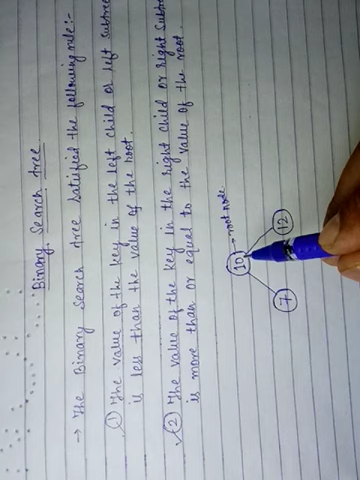 Binary Search tree
→ The Binary Search tree satified the following rule:-
① The value of the key in the left child or left subtree
is less than the value of the root.
② The value of the key in the right child or right subtr
is more than or equal to the value of the root.
10 → root node
7 12